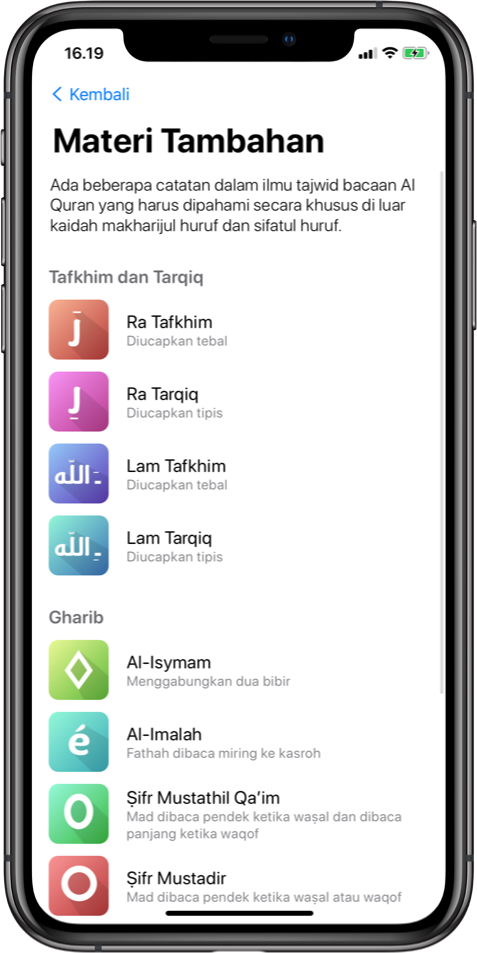 16.19
Kembali
Materi Tambahan
Ada beberapa catatan dalam ilmu tajwid bacaan Al
Quran yang harus dipahami secara khusus di luar
kaidah makharijul huruf dan sifatul huruf.
Tafkhim dan Tarqiq
رَ
Ra Tafkhim
Diucapkan tebal
رِ
Ra Tarqiq
Diucapkan tipis
ـَ اللّٰه
Lam Tafkhim
Diucapkan tebal
ـِ اللّٰه
Lam Tarqiq
Diucapkan tipis
Gharib
Al-Isymam
Menggabungkan dua bibir
é
Al-Imalah
Fathah dibaca miring ke kasroh
Ṣifr Mustathil Qa’im
Mad dibaca pendek ketika waṣal dan dibaca
panjang ketika waqof
Ṣifr Mustadir
Mad dibaca pendek ketika waṣal atau waqof